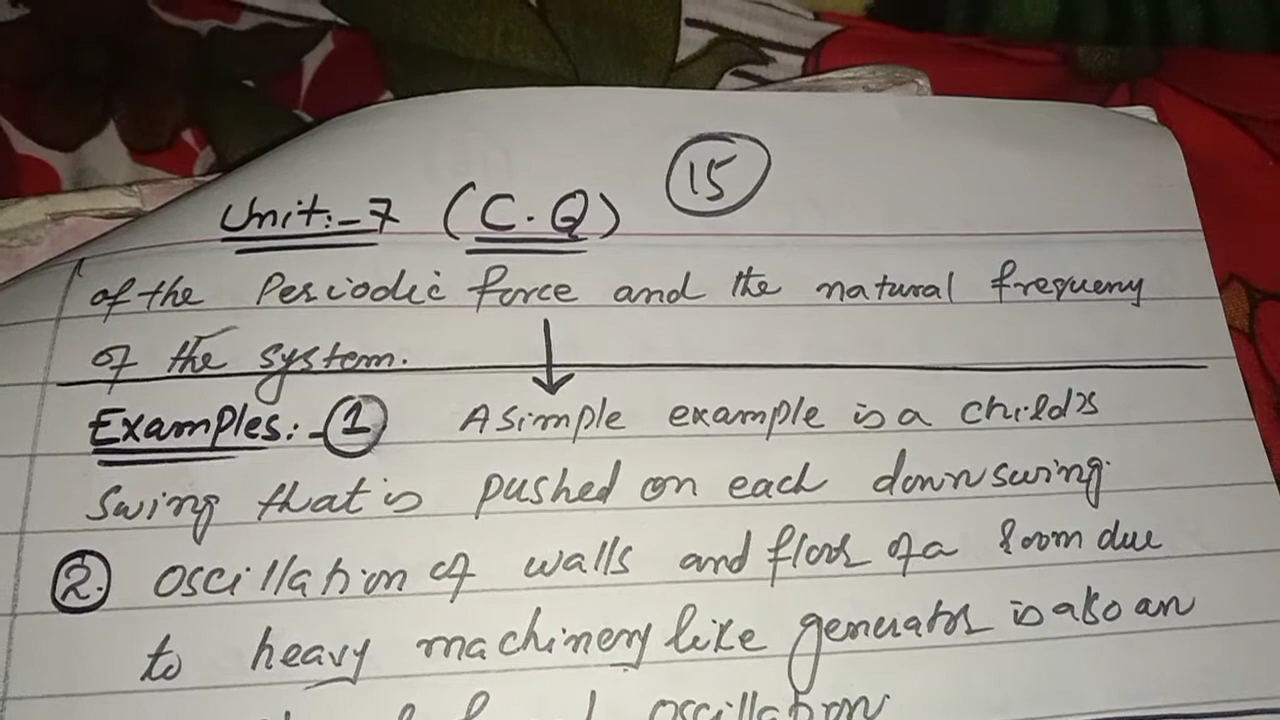 15
Unit:-7 (C.Q)
of the Periodic force and the natural frequeny
of the system.
Examples:-1 A simple example is a child's
swing that is pushed on each downswing.
2. oscillation of walls and floor of a room due
to heavy machinery like generator is also an
oscillation